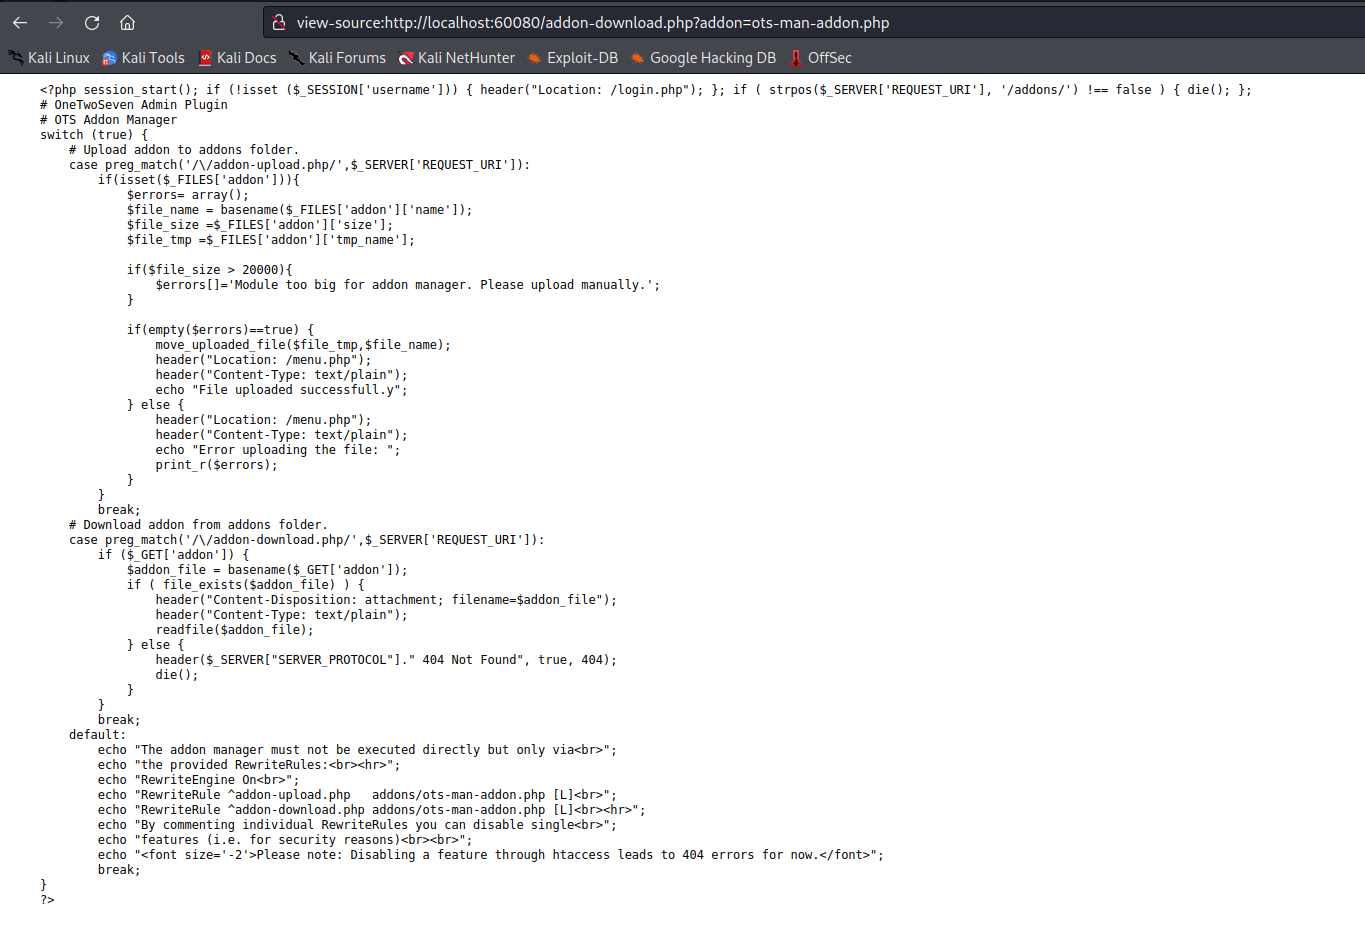 view-source:http://localhost:60080/addon-download.php?addon=ots-man-addon.php
Kali Linux Kali Tools Kali Docs Kali Forums Kali NetHunter Exploit-DB Google Hacking DB OffSec
<?php session_start(); if (!isset ($_SESSION['username'])) { header("Location: /login.php"); }; if ( strpos($_SERVER['REQUEST_URI'], '/addons/') !== false ) { die(); };
# OneTwoSeven Admin Plugin
# OTS Addon Manager
switch (true) {
    # Upload addon to addons folder.
    case preg_match('/\/addon-upload.php/',$_SERVER['REQUEST_URI']):
        if(isset($_FILES['addon'])){
            $errors= array();
            $file_name = basename($_FILES['addon']['name']);
            $file_size =$_FILES['addon']['size'];
            $file_tmp =$_FILES['addon']['tmp_name'];

            if($file_size > 20000){
                $errors[]='Module too big for addon manager. Please upload manually.';
            }

            if(empty($errors)==true) {
                move_uploaded_file($file_tmp,$file_name);
                header("Location: /menu.php");
                header("Content-Type: text/plain");
                echo "File uploaded successfull.y";
            } else {
                header("Location: /menu.php");
                header("Content-Type: text/plain");
                echo "Error uploading the file: ";
                print_r($errors);
            }
        }
        break;
    # Download addon from addons folder.
    case preg_match('/\/addon-download.php/',$_SERVER['REQUEST_URI']):
        if ($_GET['addon']) {
            $addon_file = basename($_GET['addon']);
            if ( file_exists($addon_file) ) {
                header("Content-Disposition: attachment; filename=$addon_file");
                header("Content-Type: text/plain");
                readfile($addon_file);
            } else {
                header($_SERVER["SERVER_PROTOCOL"]." 404 Not Found", true, 404);
                die();
            }
        }
        break;
    default:
        echo "The addon manager must not be executed directly but only via<br>";
        echo "the provided RewriteRules:<br><hr>";
        echo "RewriteEngine On<br>";
        echo "RewriteRule ^addon-upload.php   addons/ots-man-addon.php [L]<br>";
        echo "RewriteRule ^addon-download.php addons/ots-man-addon.php [L]<br><hr>";
        echo "By commenting individual RewriteRules you can disable single<br>";
        echo "features (i.e. for security reasons)<br><br>";
        echo "<font size='-2'>Please note: Disabling a feature through htaccess leads to 404 errors for now.</font>";
        break;
}
?>